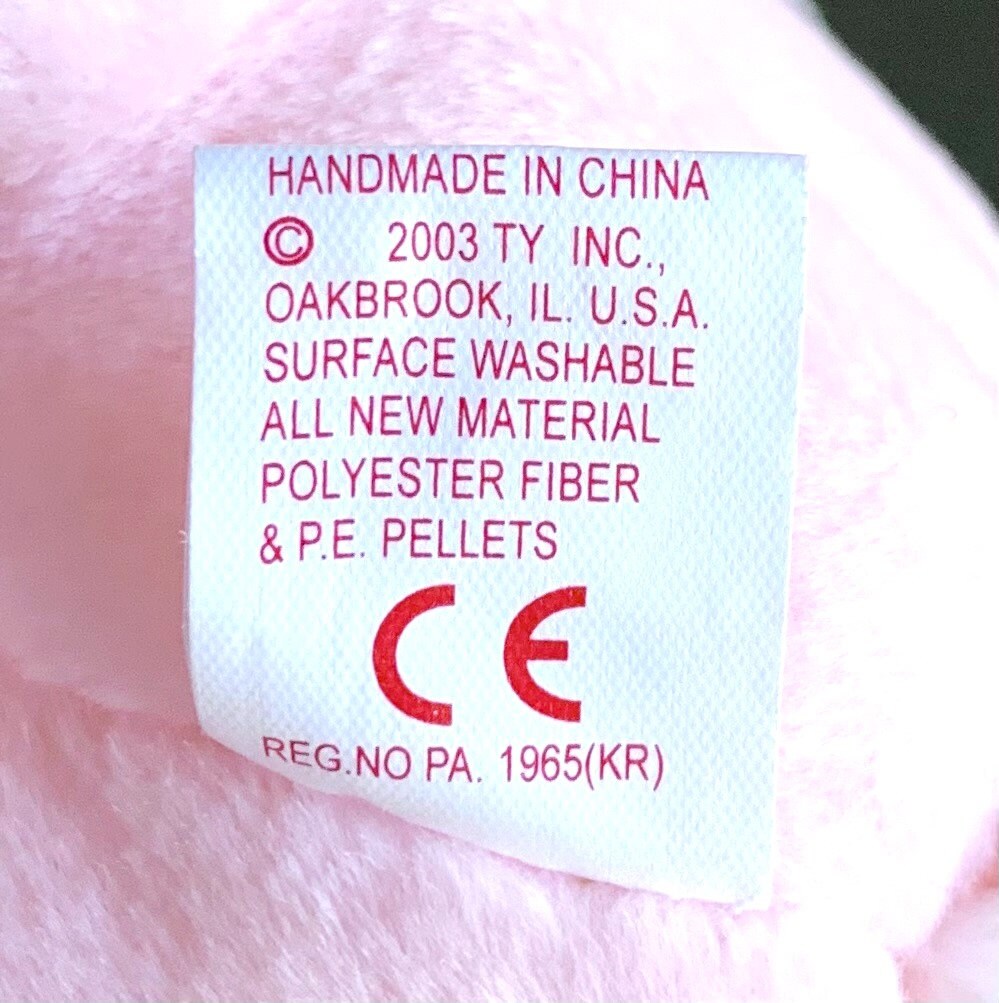 HANDMADE IN CHINA
© 2003 TY INC.,
OAKBROOK, IL. U.S.A.
SURFACE WASHABLE
ALL NEW MATERIAL
POLYESTER FIBER
& P.E. PELLETS
CE
REG.NO PA. 1965(KR)